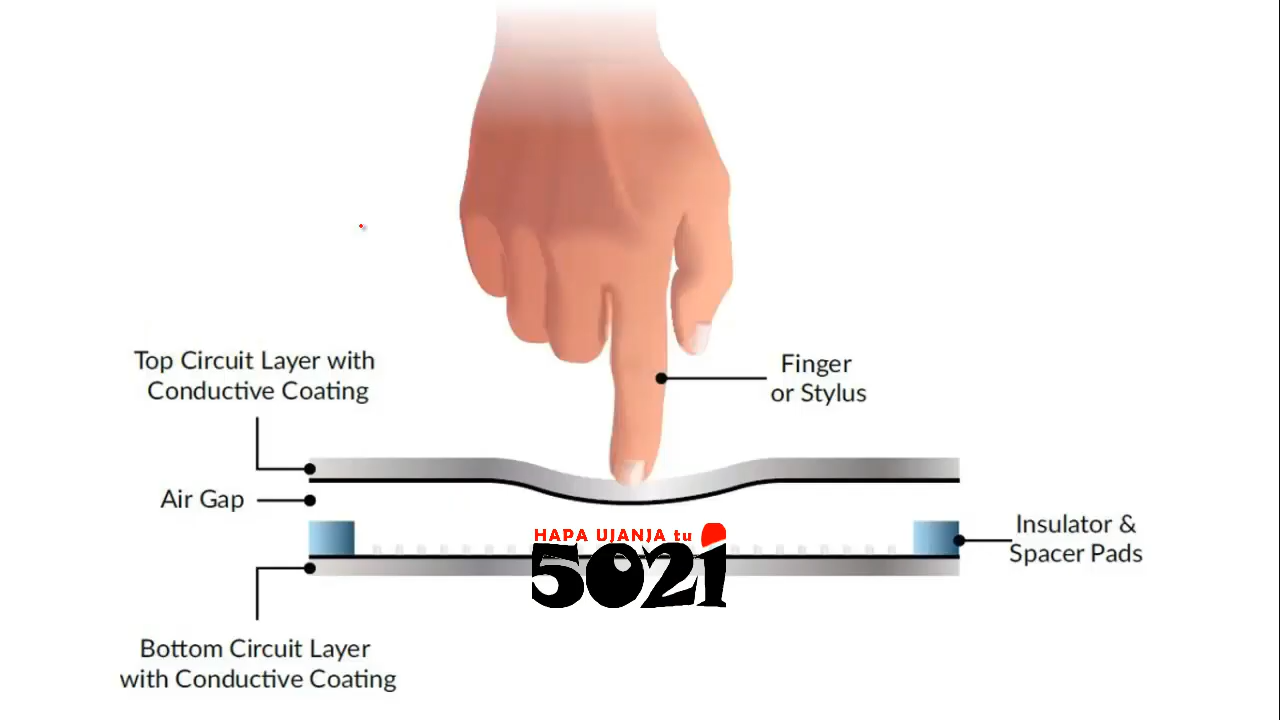 Top Circuit Layer with
Conductive Coating
Finger
or Stylus
Air Gap
Insulator &
Spacer Pads
HAPA UJANJA tu
5021
Bottom Circuit Layer
with Conductive Coating